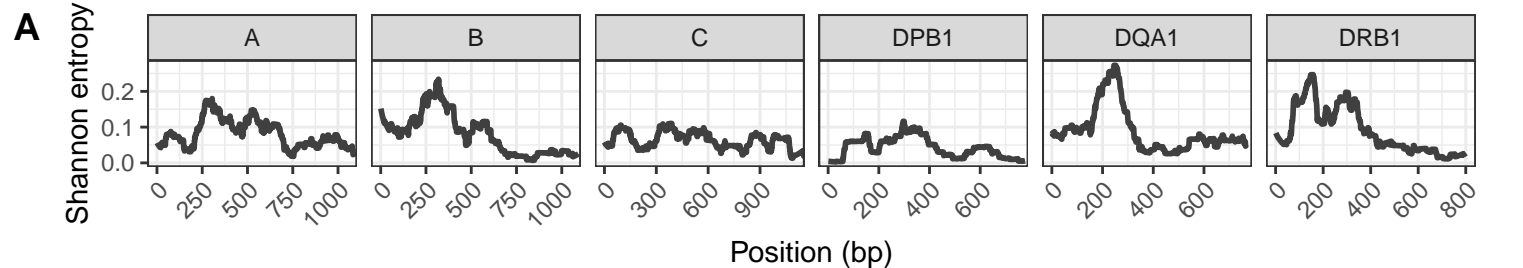 A
A B C DPB1 DQA1 DRB1
Shannon entropy
0.2
0.1
0.0
0 250 500 750 1000 0 250 500 750 1000 0 300 600 900 0 200 400 600 0 200 400 600 0 200 400 600 800
Position (bp)